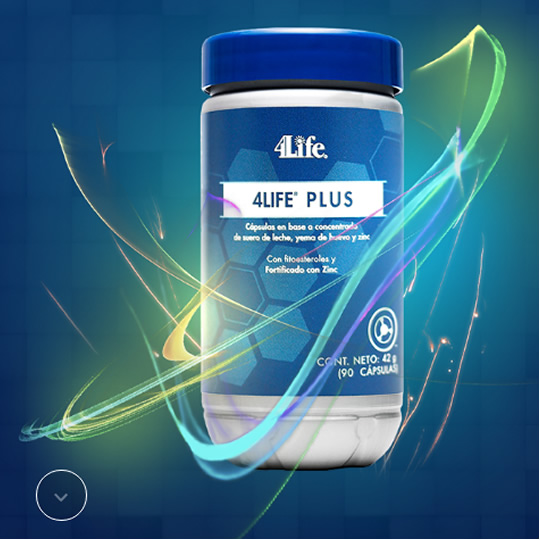 4Life®
4LIFE® PLUS
Cápsulas en base a concentrado
de suero de leche, yema de huevo y zinc
Con fitoesteroles y
Fortificado con Zinc
CONT. NETO: 42 g
(90 CÁPSULAS)